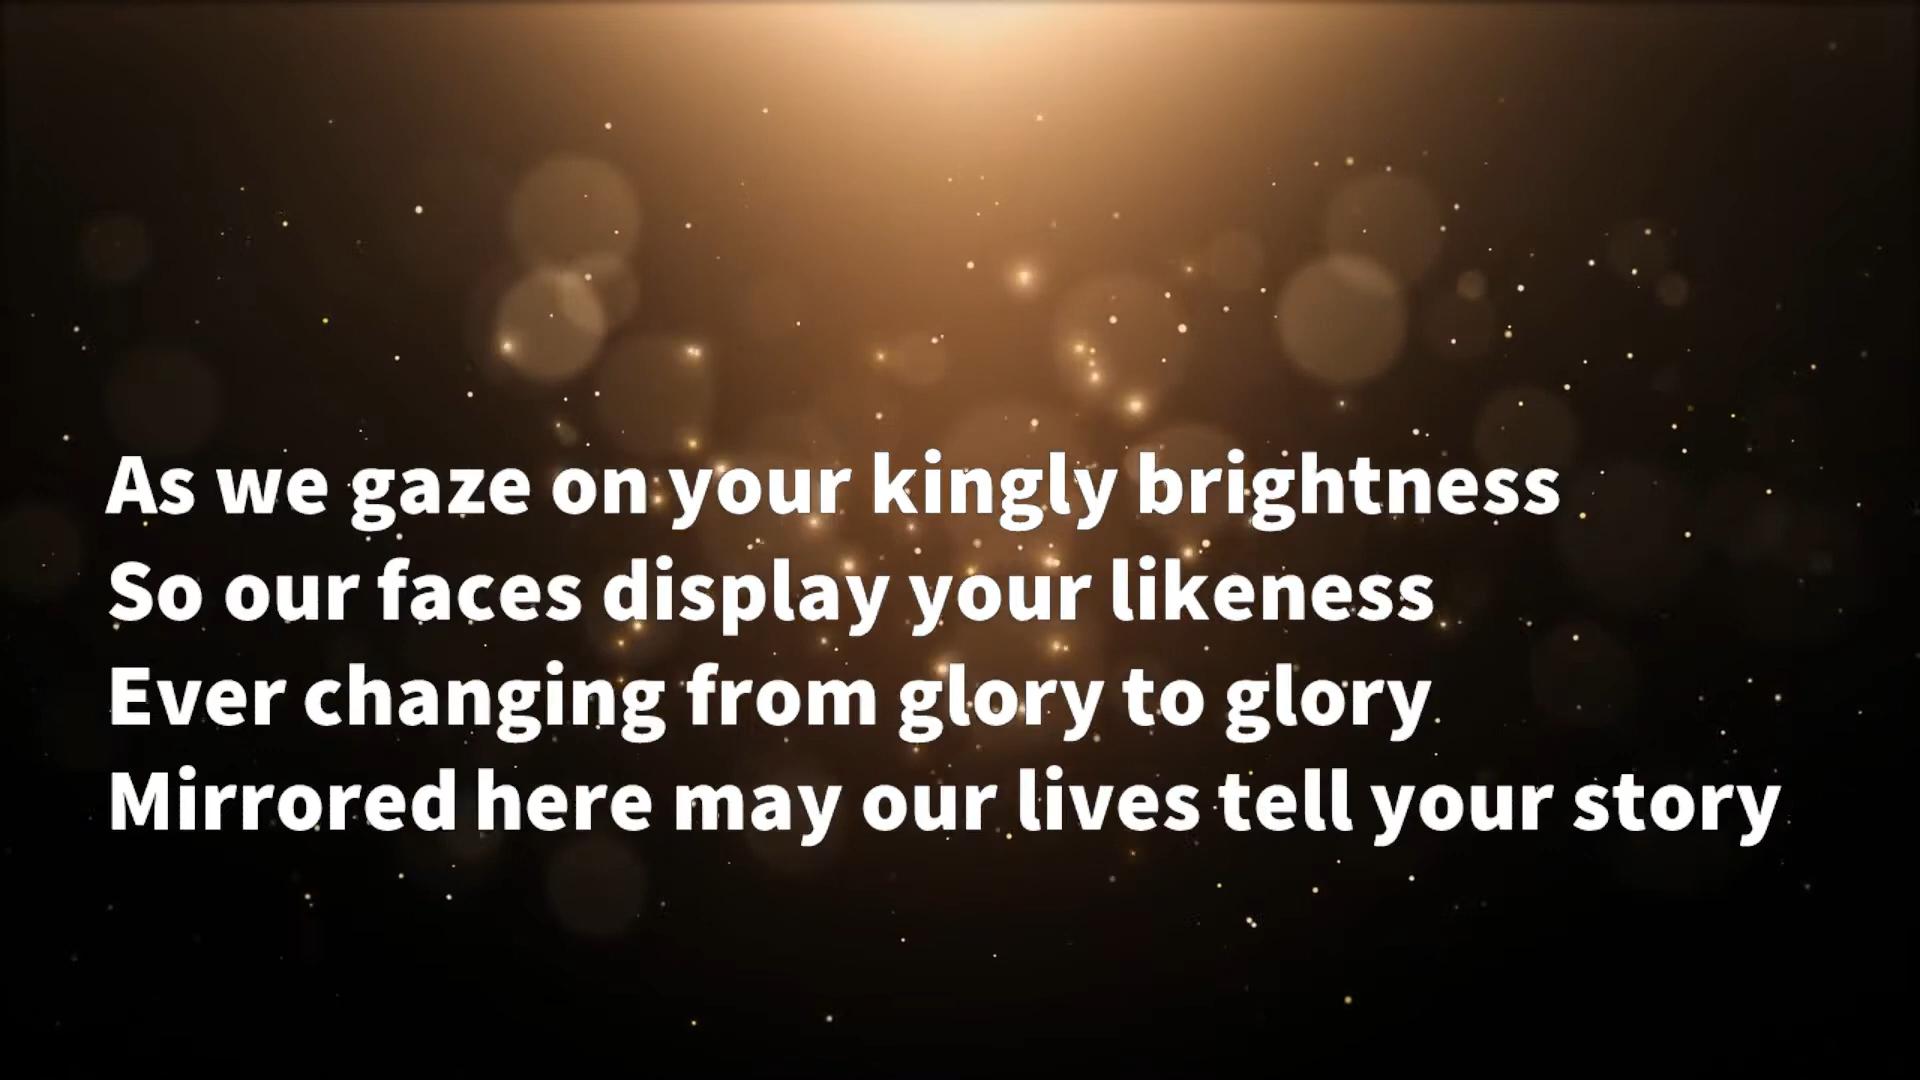 As we gaze on your kingly brightness
So our faces display your likeness
Ever changing from glory to glory
Mirrored here may our lives tell your story